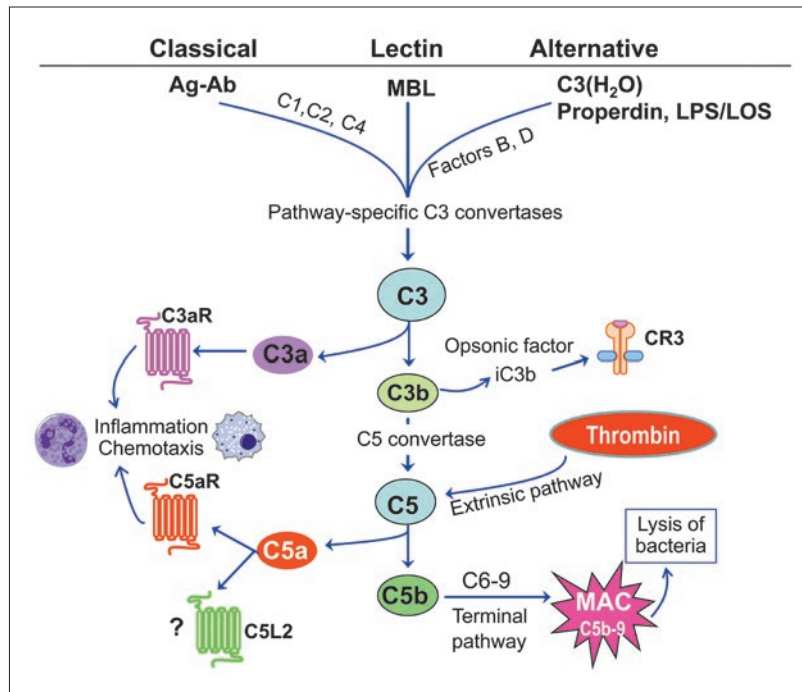 Classical Lectin Alternative
Ag-Ab MBL C3(H₂O)
Properdin, LPS/LOS
C1,C2, C4
Factors B, D
Pathway-specific C3 convertases
C3
C3aR
C3a
Opsonic factor
iC3b
CR3
C3b
Inflammation
Chemotaxis
C5 convertase
Thrombin
Extrinsic pathway
C5aR
C5
Lysis of
bacteria
C5a
C5b
C6-9
Terminal
pathway
MAC
C5b-9
? C5L2